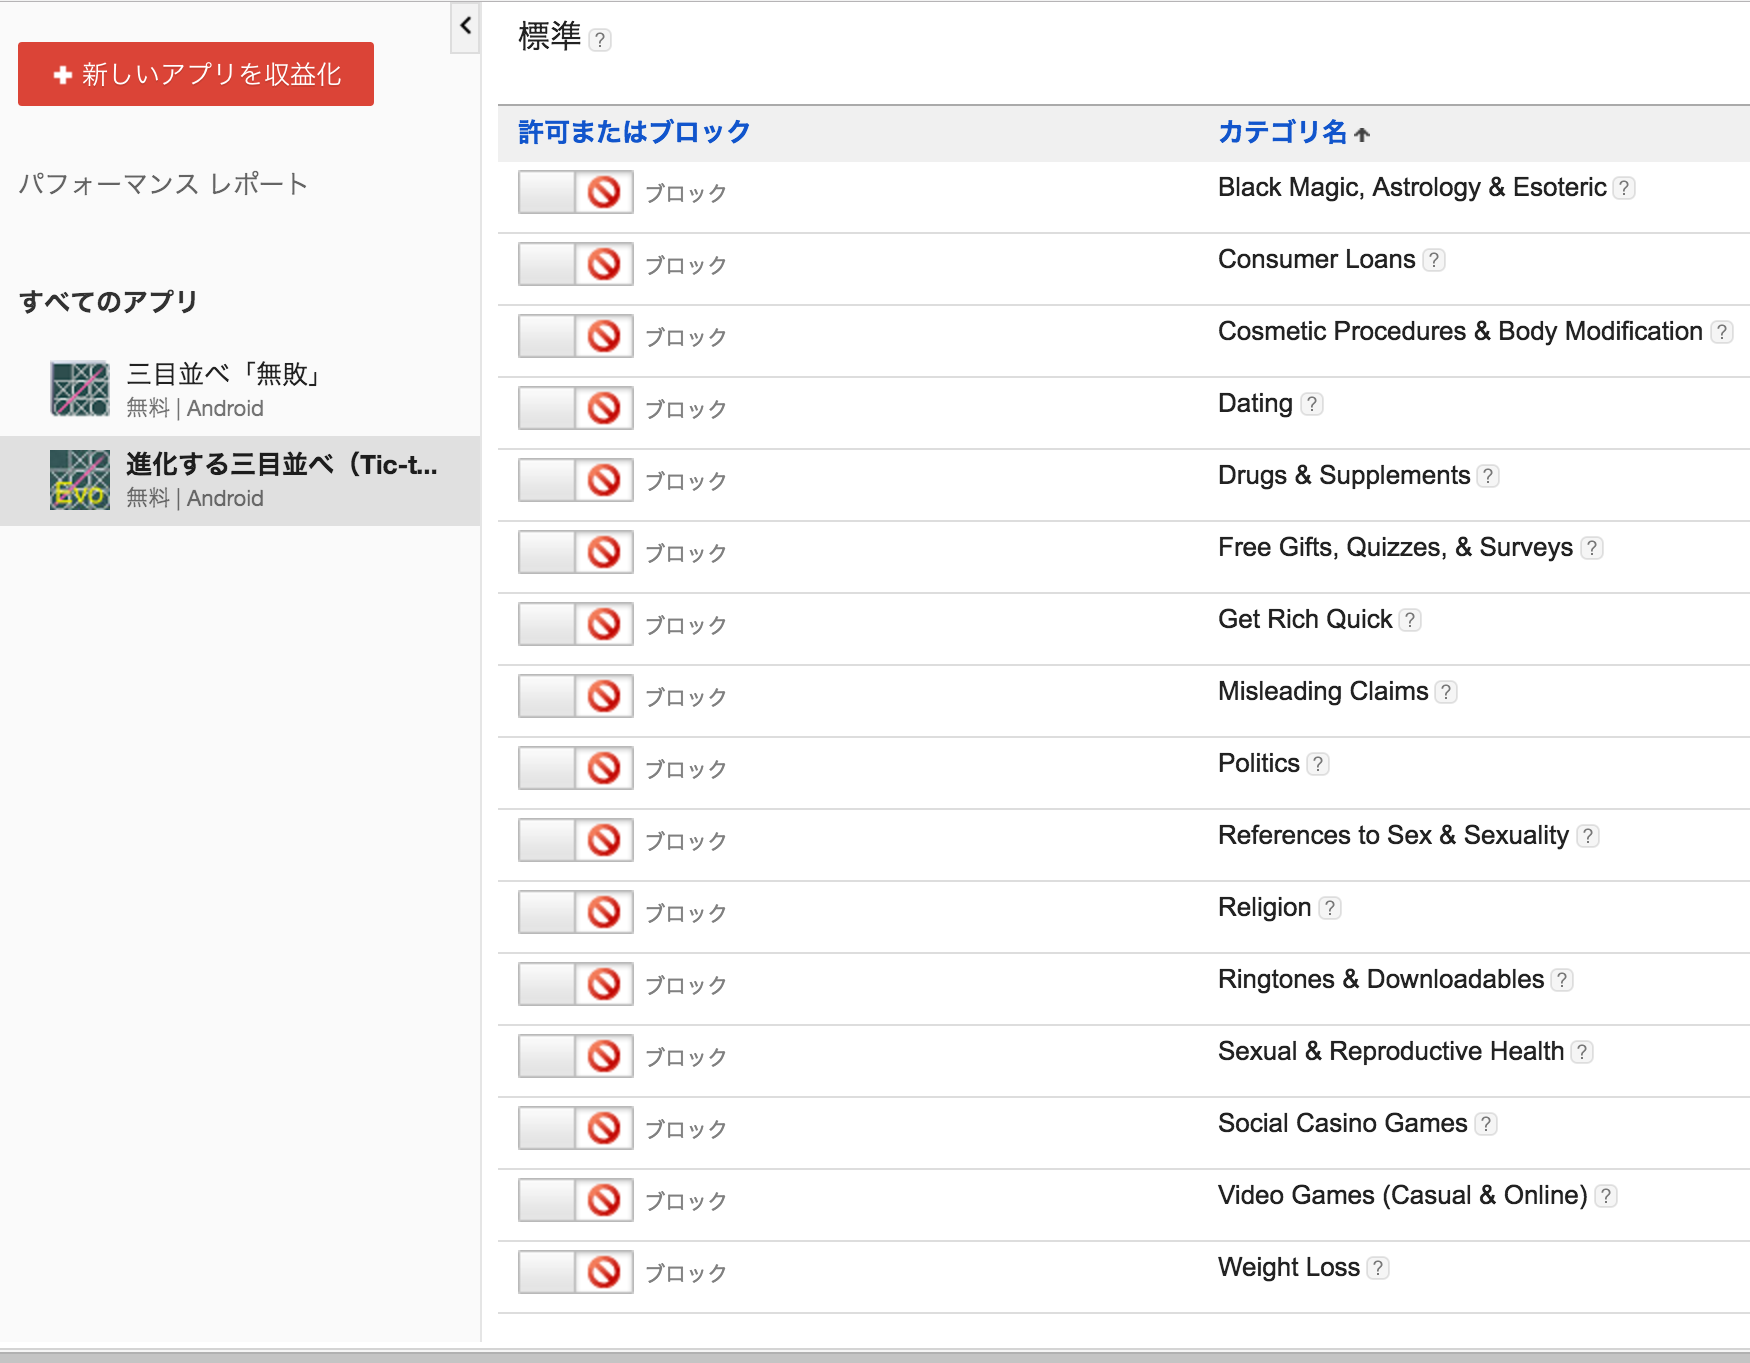 新しいアプリを収益化
パフォーマンス レポート
すべてのアプリ
三目並べ「無敗」
無料 | Android
Evo
進化する三目並べ（Tic-t...
無料 | Android
標準 ?
許可またはブロック カテゴリ名
ブロック Black Magic, Astrology & Esoteric ?
ブロック Consumer Loans ?
ブロック Cosmetic Procedures & Body Modification ?
ブロック Dating ?
ブロック Drugs & Supplements ?
ブロック Free Gifts, Quizzes, & Surveys ?
ブロック Get Rich Quick ?
ブロック Misleading Claims ?
ブロック Politics ?
ブロック References to Sex & Sexuality ?
ブロック Religion ?
ブロック Ringtones & Downloadables ?
ブロック Sexual & Reproductive Health ?
ブロック Social Casino Games ?
ブロック Video Games (Casual & Online) ?
ブロック Weight Loss ?